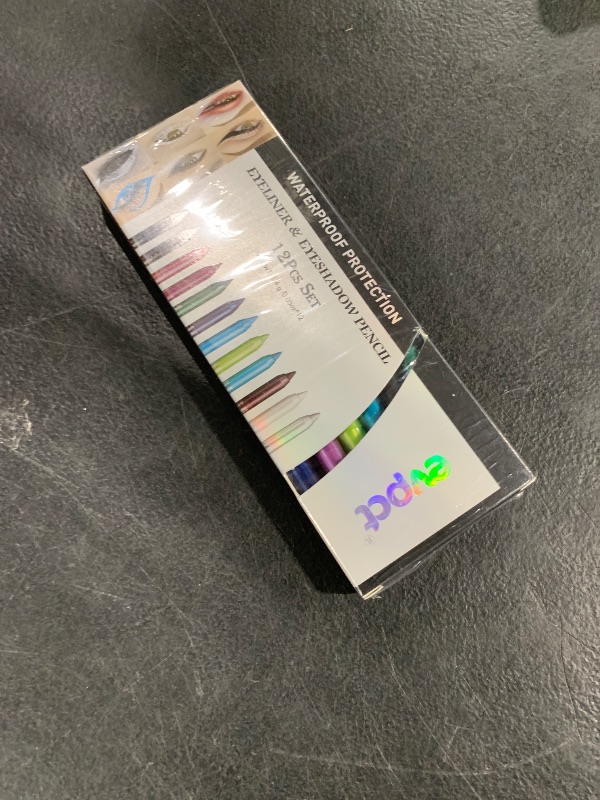 WATERPROOF PROTECTION
EYELINER & EYESHADOW PENCIL
12Pcs SET
evpct